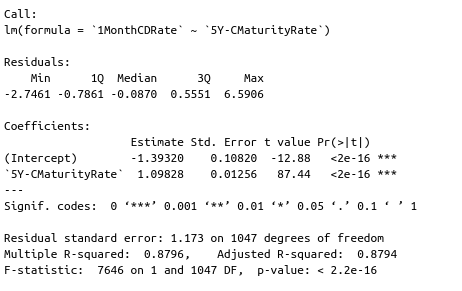 Call:
lm(formula = `1MonthCDRate` ~ `5Y-CMaturityRate`)
Residuals:
Min 1Q Median 3Q Max
-2.7461 -0.7861 -0.0870 0.5551 6.5906
Coefficients:
Estimate Std. Error t value Pr(>|t|)
(Intercept) -1.39320 0.10820 -12.88 <2e-16 ***
`5Y-CMaturityRate` 1.09828 0.01256 87.44 <2e-16 ***
---
Signif. codes: 0 ‘***’ 0.001 ‘**’ 0.01 ‘*’ 0.05 ‘.’ 0.1 ‘ ’ 1
Residual standard error: 1.173 on 1047 degrees of freedom
Multiple R-squared: 0.8796, Adjusted R-squared: 0.8794
F-statistic: 7646 on 1 and 1047 DF, p-value: < 2.2e-16